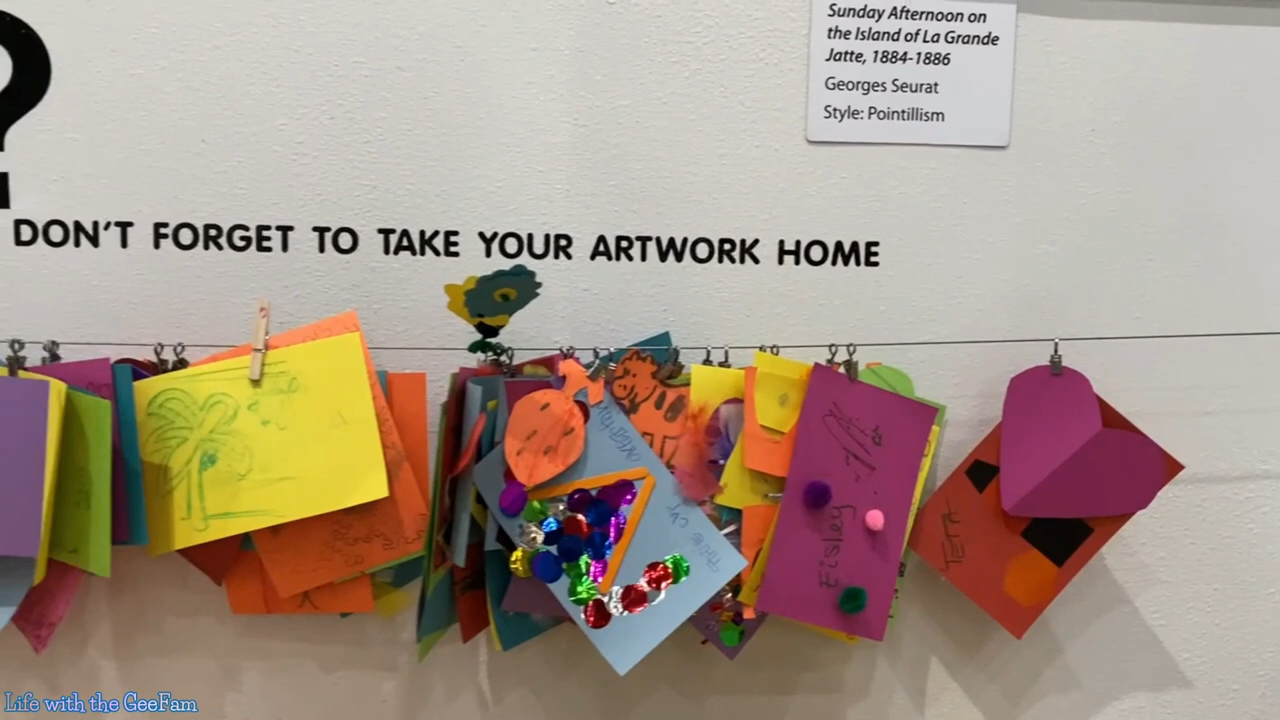 Sunday Afternoon on
the Island of La Grande
Jatte, 1884-1886
Georges Seurat
Style: Pointillism
?
DON'T FORGET TO TAKE YOUR ARTWORK HOME
Eisley
Life with the GeeFam